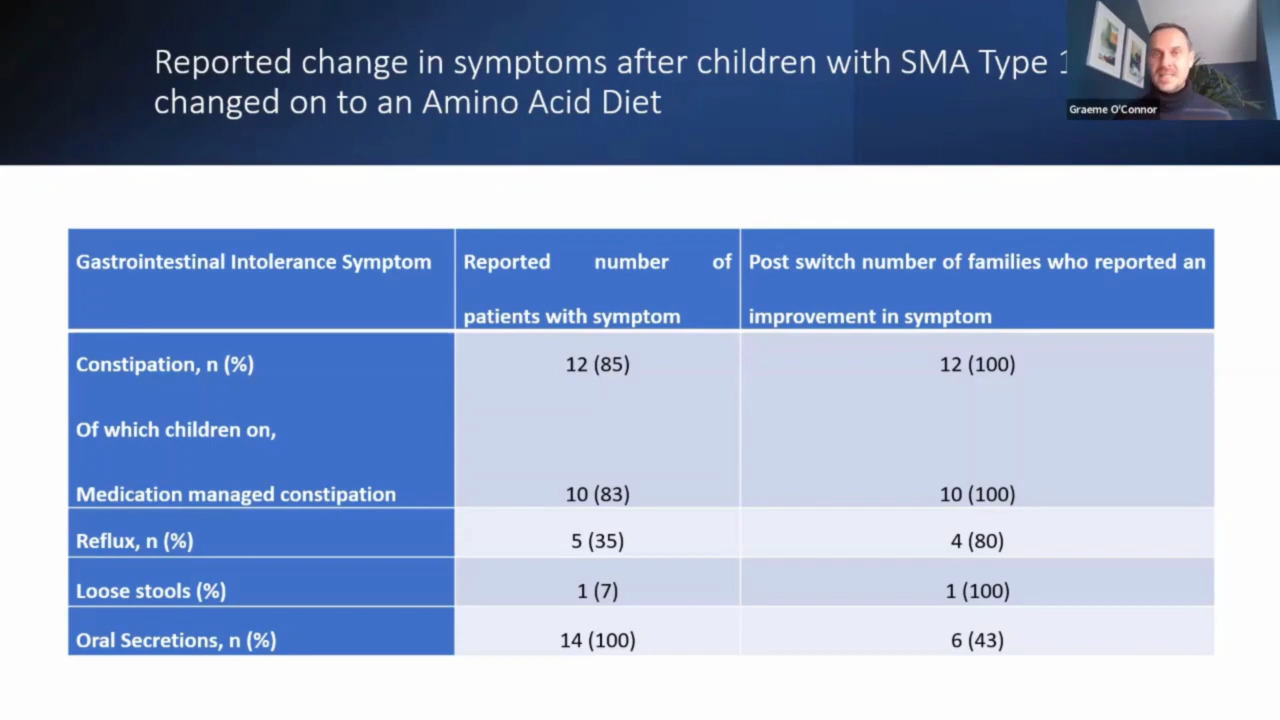 Reported change in symptoms after children with SMA Type 1
changed on to an Amino Acid Diet
Graeme O'Connor
Gastrointestinal Intolerance Symptom
Reported number of
patients with symptom
Post switch number of families who reported an
improvement in symptom
Constipation, n (%)
12 (85)
12 (100)
Of which children on,
Medication managed constipation
10 (83)
10 (100)
Reflux, n (%)
5 (35)
4 (80)
Loose stools (%)
1 (7)
1 (100)
Oral Secretions, n (%)
14 (100)
6 (43)